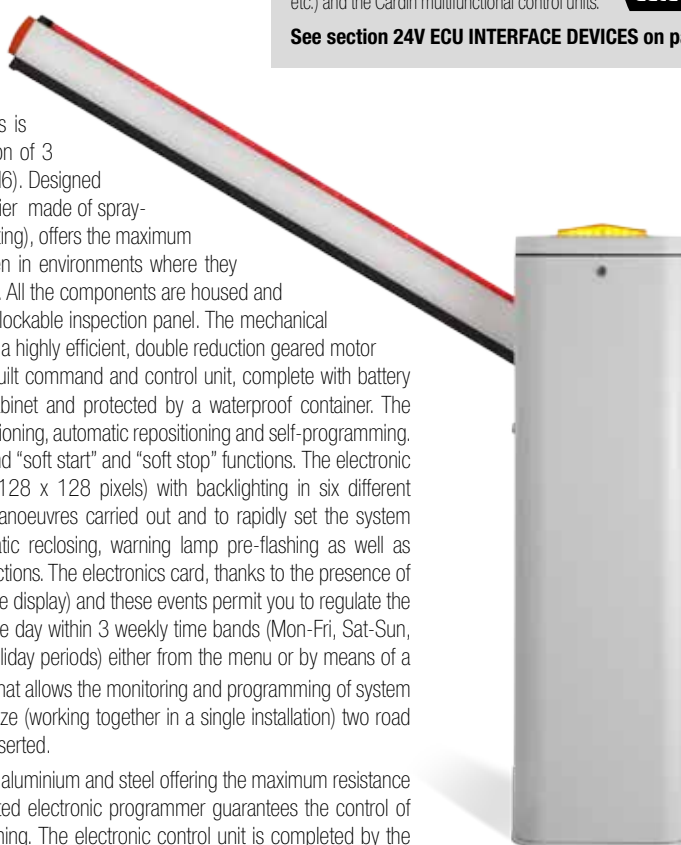 etc.) and the Cardin multifunctional control units.
See section 24V ECU INTERFACE DEVICES on
s is
on of 3
6). Designed
ier made of spray-
ting), offers the maximum
en in environments where they
. All the components are housed and
lockable inspection panel. The mechanical
a highly efficient, double reduction geared motor
uilt command and control unit, complete with battery
abinet and protected by a waterproof container. The
ioning, automatic repositioning and self-programming.
nd “soft start” and “soft stop” functions. The electronic
128 x 128 pixels) with backlighting in six different
anoeuvres carried out and to rapidly set the system
atic reclosing, warning lamp pre-flashing as well as
ctions. The electronics card, thanks to the presence of
e display) and these events permit you to regulate the
e day within 3 weekly time bands (Mon-Fri, Sat-Sun,
liday periods) either from the menu or by means of a
hat allows the monitoring and programming of system
ize (working together in a single installation) two road
serted.
aluminium and steel offering the maximum resistance
ted electronic programmer guarantees the control of
ning. The electronic control unit is completed by the